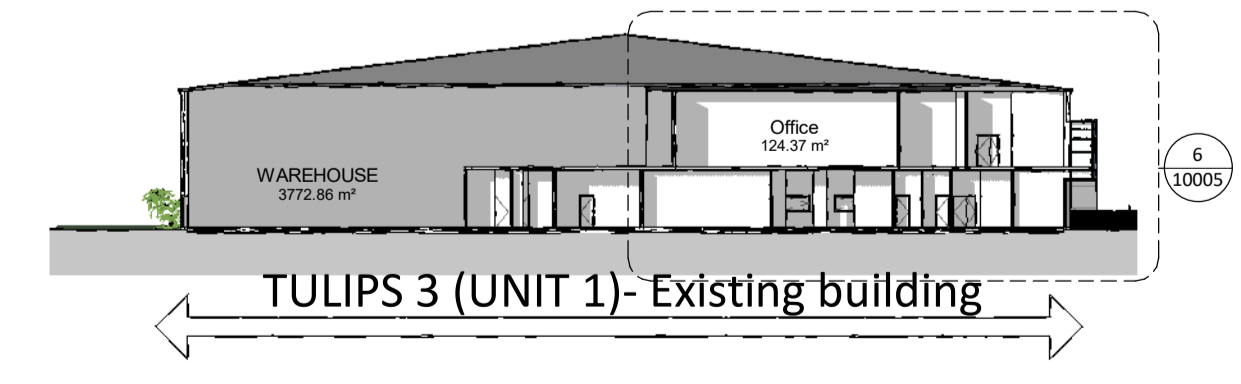 Office
124.37 m²
WAREHOUSE
3772.86 m²
6
10005
TULIPS 3 (UNIT 1)- Existing building